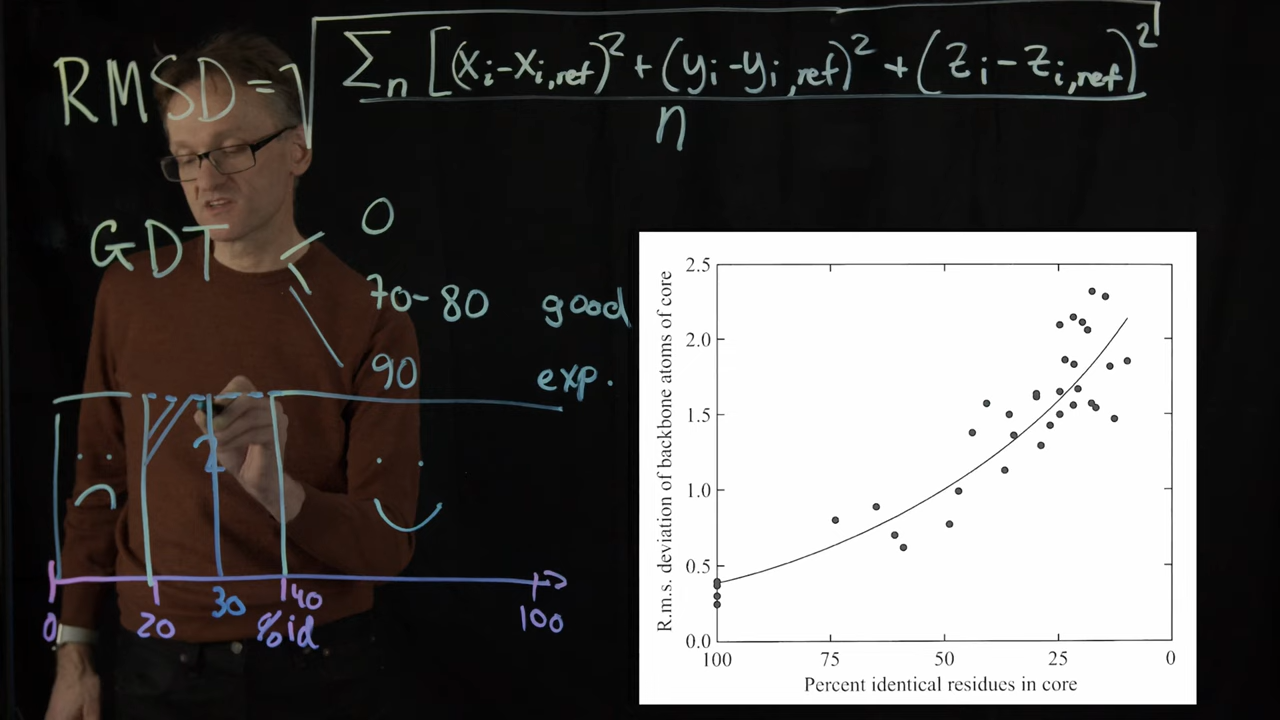 RMSD = √ Σn [(xi-xi,ref)² + (yi-yi,ref)² + (zi-zi,ref)²
n
GDT
0
70-80 good
90 exp.
?
0 20 30 40 100
% id
R.m.s. deviation of backbone atoms of core
2.5
2.0
1.5
1.0
0.5
0.0
100 75 50 25 0
Percent identical residues in core